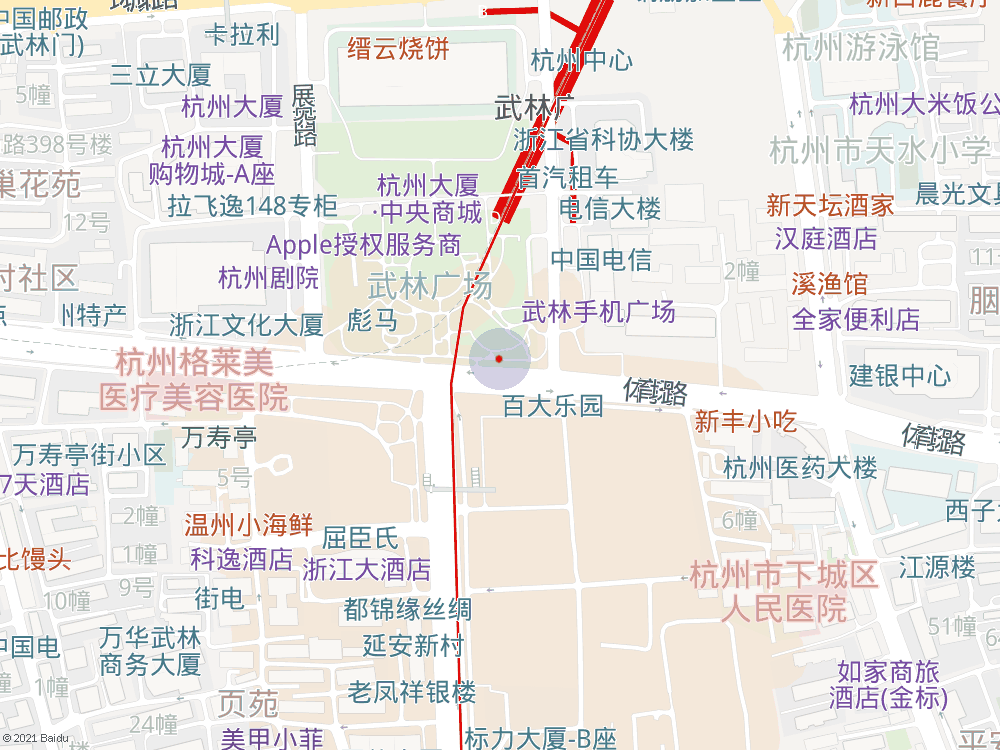 中国邮政
武林门)
卡拉利
缙云烧饼
杭州中心
杭州游泳馆
三立大厦
5幢
杭州大厦
展览路
武林广
杭州大米饭公
路398号楼
浙江省科协大楼
杭州市天水小学
杭州大厦
购物城-A座
巢花苑
首汽租车
杭州大厦
·中央商城
晨光文具
拉飞逸148专柜
电信大楼
新天坛酒家
12号
Apple授权服务商
汉庭酒店
中国电信
2幢
村社区
杭州剧院
武林广场
溪渔馆
州特产
浙江文化大厦
彪马
武林手机广场
全家便利店
杭州格莱美
医疗美容医院
体育路
建银中心
百大乐园
新丰小吃
万寿亭
体育路
万寿亭街小区
杭州医药大楼
7天酒店
5号
2幢
温州小海鲜
6幢
西子
屈臣氏
1幢
比馒头
科逸酒店
浙江大酒店
杭州市下城区
人民医院
江源楼
9号
10幢
街电
都锦缘丝绸
51幢
中国电
万华武林
商务大厦
延安新村
1幢
如家商旅
酒店(金标)
老凤祥银楼
页苑
24幢
美甲小菲
标力大厦-B座
平安
© 2021 Baidu